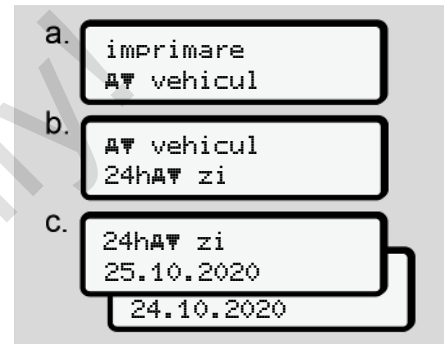 a.
imprimare
A▼ vehicul
b.
A▼ vehicul
24hA▼ zi
c.
24hA▼ zi
25.10.2020
24.10.2020